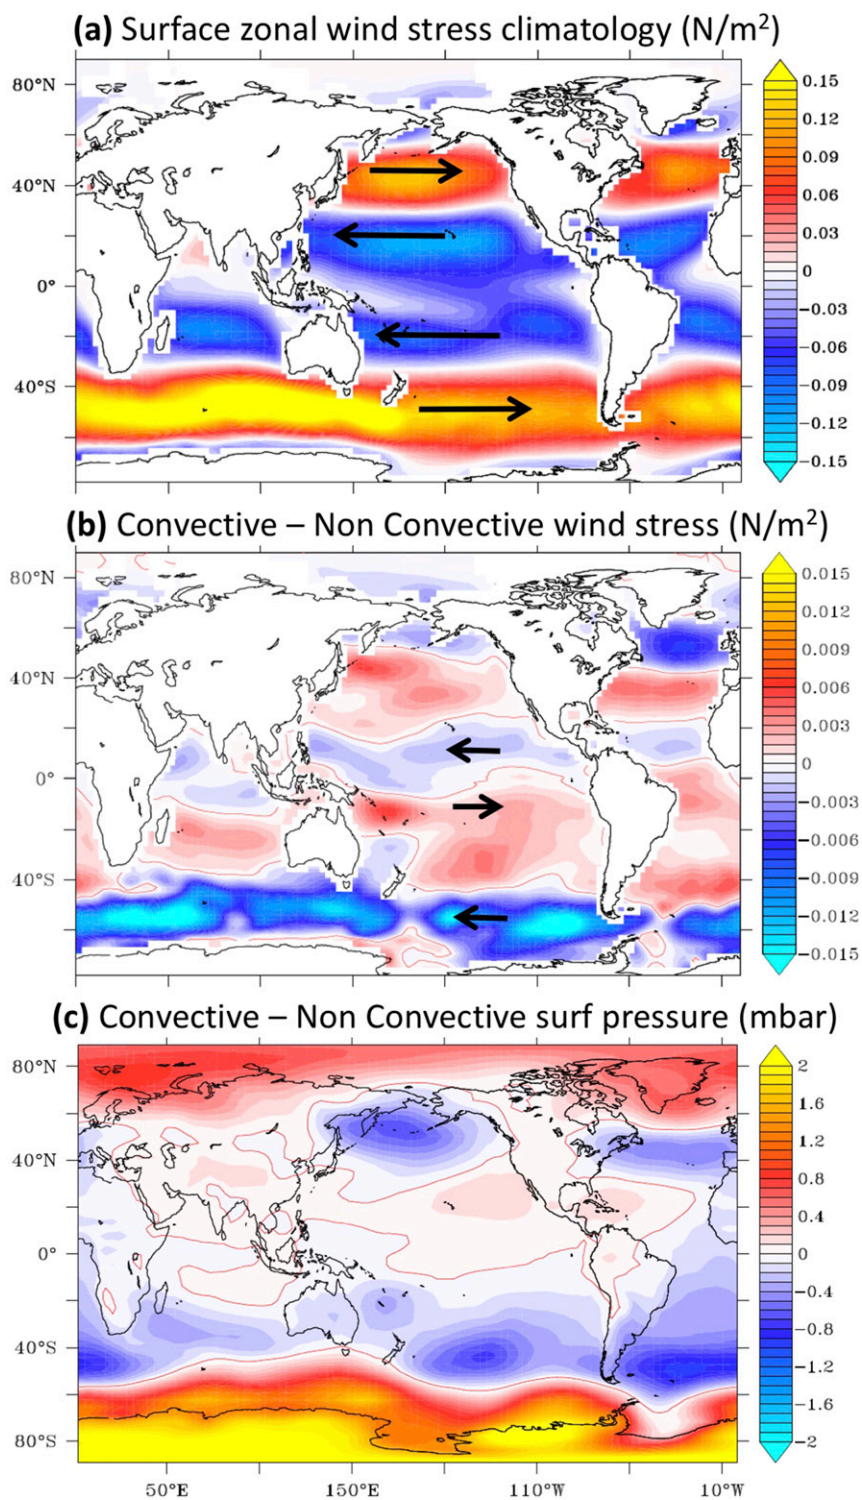 (a) Surface zonal wind stress climatology (N/m²)
80°N
40°N
0°
40°S
0.15
0.12
0.09
0.06
0.03
0
−0.03
−0.06
−0.09
−0.12
−0.15
(b) Convective – Non Convective wind stress (N/m²)
80°N
40°N
0°
40°S
0.015
0.012
0.009
0.006
0.003
0
−0.003
−0.006
−0.009
−0.012
−0.015
(c) Convective – Non Convective surf pressure (mbar)
80°N
40°N
0°
40°S
80°S
2
1.6
1.2
0.8
0.4
0
−0.4
−0.8
−1.2
−1.6
−2
50°E 150°E 110°W 10°W